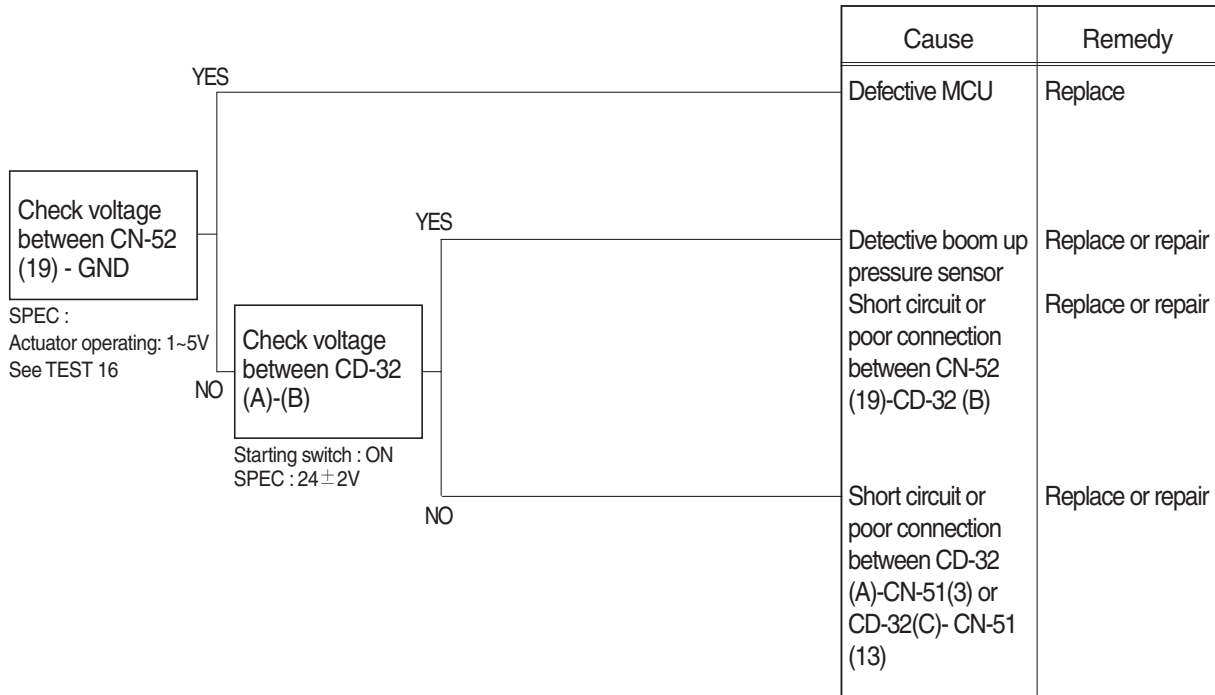 Cause
Remedy
YES
Defective MCU
Replace
Check voltage
between CN-52
(19) - GND
SPEC :
Actuator operating: 1~5V
See TEST 16
YES
Detective boom up
pressure sensor
Replace or repair
Short circuit or
poor connection
between CN-52
(19)-CD-32 (B)
Replace or repair
NO
Check voltage
between CD-32
(A)-(B)
Starting switch : ON
SPEC : 24±2V
NO
Short circuit or
poor connection
between CD-32
(A)-CN-51(3) or
CD-32(C)- CN-51
(13)
Replace or repair